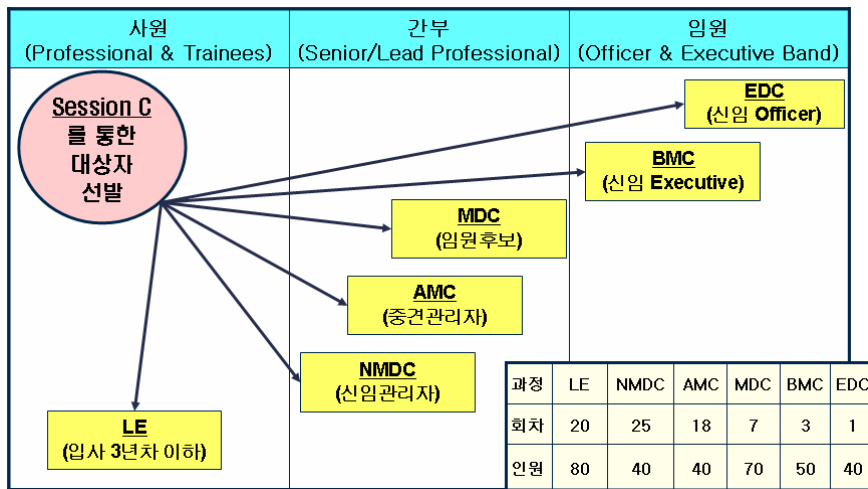 사원
(Professional & Trainees)
간부
(Senior/Lead Professional)
임원
(Officer & Executive Band)
Session C
를 통한
대상자
선발
EDC
(신임 Officer)
BMC
(신임 Executive)
MDC
(임원후보)
AMC
(중견관리자)
NMDC
(신임관리자)
LE
(입사 3년차 이하)
과정 LE NMDC AMC MDC BMC EDC
회차 20 25 18 7 3 1
인원 80 40 40 70 50 40